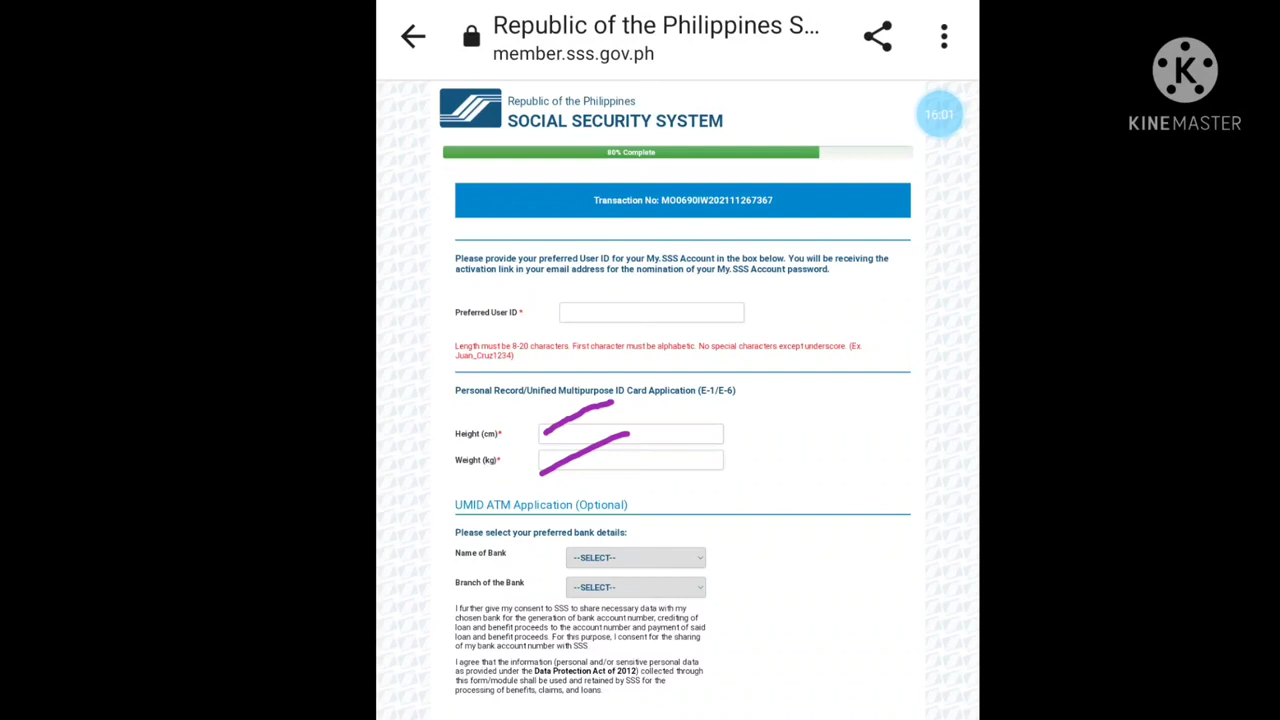 Republic of the Philippines S...
member.sss.gov.ph
Republic of the Philippines
SOCIAL SECURITY SYSTEM
16:01
K
KINEMASTER
80% Complete
Transaction No: MO0690IW202111267367
Please provide your preferred User ID for your My.SSS Account in the box below. You will be receiving the
activation link in your email address for the nomination of your My.SSS Account password.
Preferred User ID *
Length must be 8-20 characters. First character must be alphabetic. No special characters except underscore. (Ex.
Juan_Cruz1234)
Personal Record/Unified Multipurpose ID Card Application (E-1/E-6)
Height (cm)*
Weight (kg)*
UMID ATM Application (Optional)
Please select your preferred bank details:
Name of Bank
--SELECT--
Branch of the Bank
--SELECT--
I further give my consent to SSS to share necessary data with my
chosen bank for the generation of bank account number, crediting of
loan and benefit proceeds to the account number and payment of said
loan and benefit proceeds. For this purpose, I consent for the sharing
of my bank account number with SSS.
I agree that the information (personal and/or sensitive personal data
as provided under the Data Protection Act of 2012) collected through
this form/module shall be used and retained by SSS for the
processing of benefits, claims, and loans.